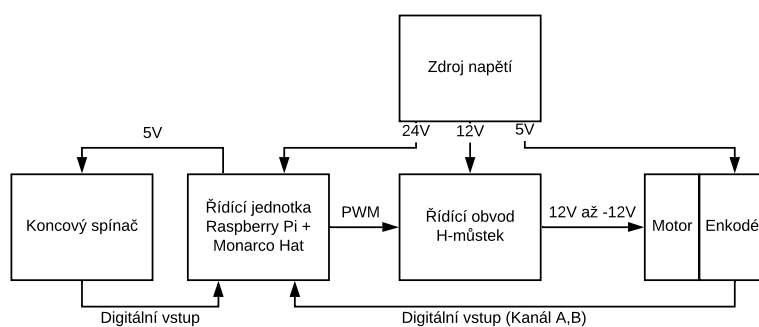 Zdroj napětí
24V 12V 5V
5V
Koncový spínač
Řídící jednotka
Raspberry Pi +
Monarco Hat
PWM
Řídící obvod
H-můstek
12V až -12V
Motor
Enkodé
Digitální vstup
Digitální vstup (Kanál A,B)